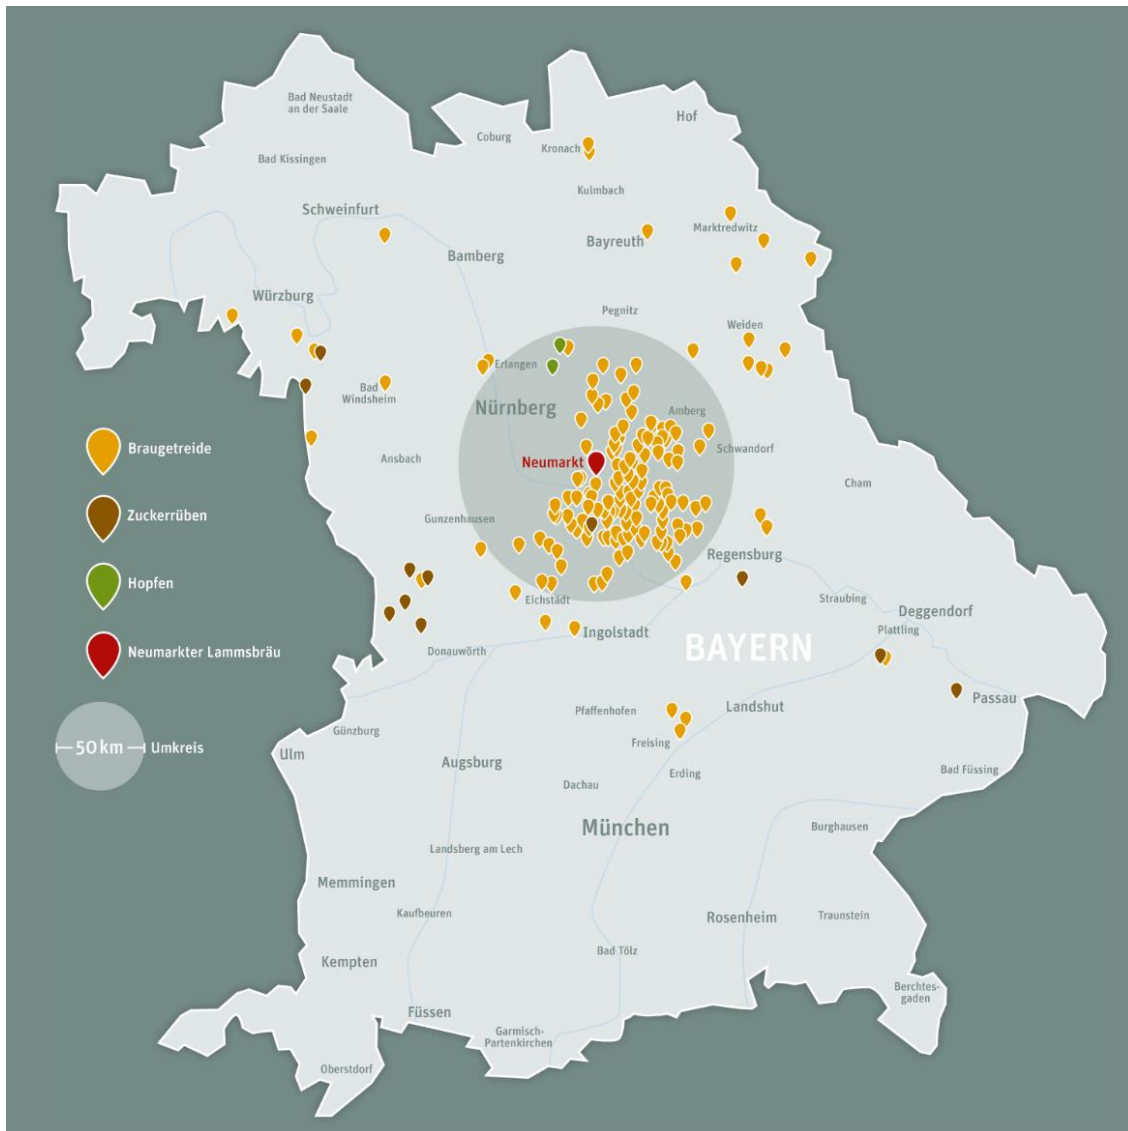 Bad Neustadt
an der Saale
Hof
Coburg
Kronach
Bad Kissingen
Kulmbach
Schweinfurt
Marktredwitz
Bayreuth
Bamberg
Würzburg
Pegnitz
Weiden
Erlangen
Bad
Windsheim
Nürnberg
Amberg
Braugetreide
Ansbach
Neumarkt
Schwandorf
Cham
Zuckerrüben
Gunzenhausen
Regensburg
Hopfen
Eichstädt
Straubing
Deggendorf
Plattling
Ingolstadt
Neumarkter Lammsbräu
Donauwörth
BAYERN
Passau
Pfaffenhofen
Landshut
Günzburg
50 km Umkreis
Ulm
Freising
Augsburg
Erding
Bad Füssing
Dachau
München
Burghausen
Landsberg am Lech
Memmingen
Kaufbeuren
Rosenheim
Traunstein
Bad Tölz
Kempten
Berchtes-
gaden
Füssen
Garmisch-
Partenkirchen
Oberstdorf